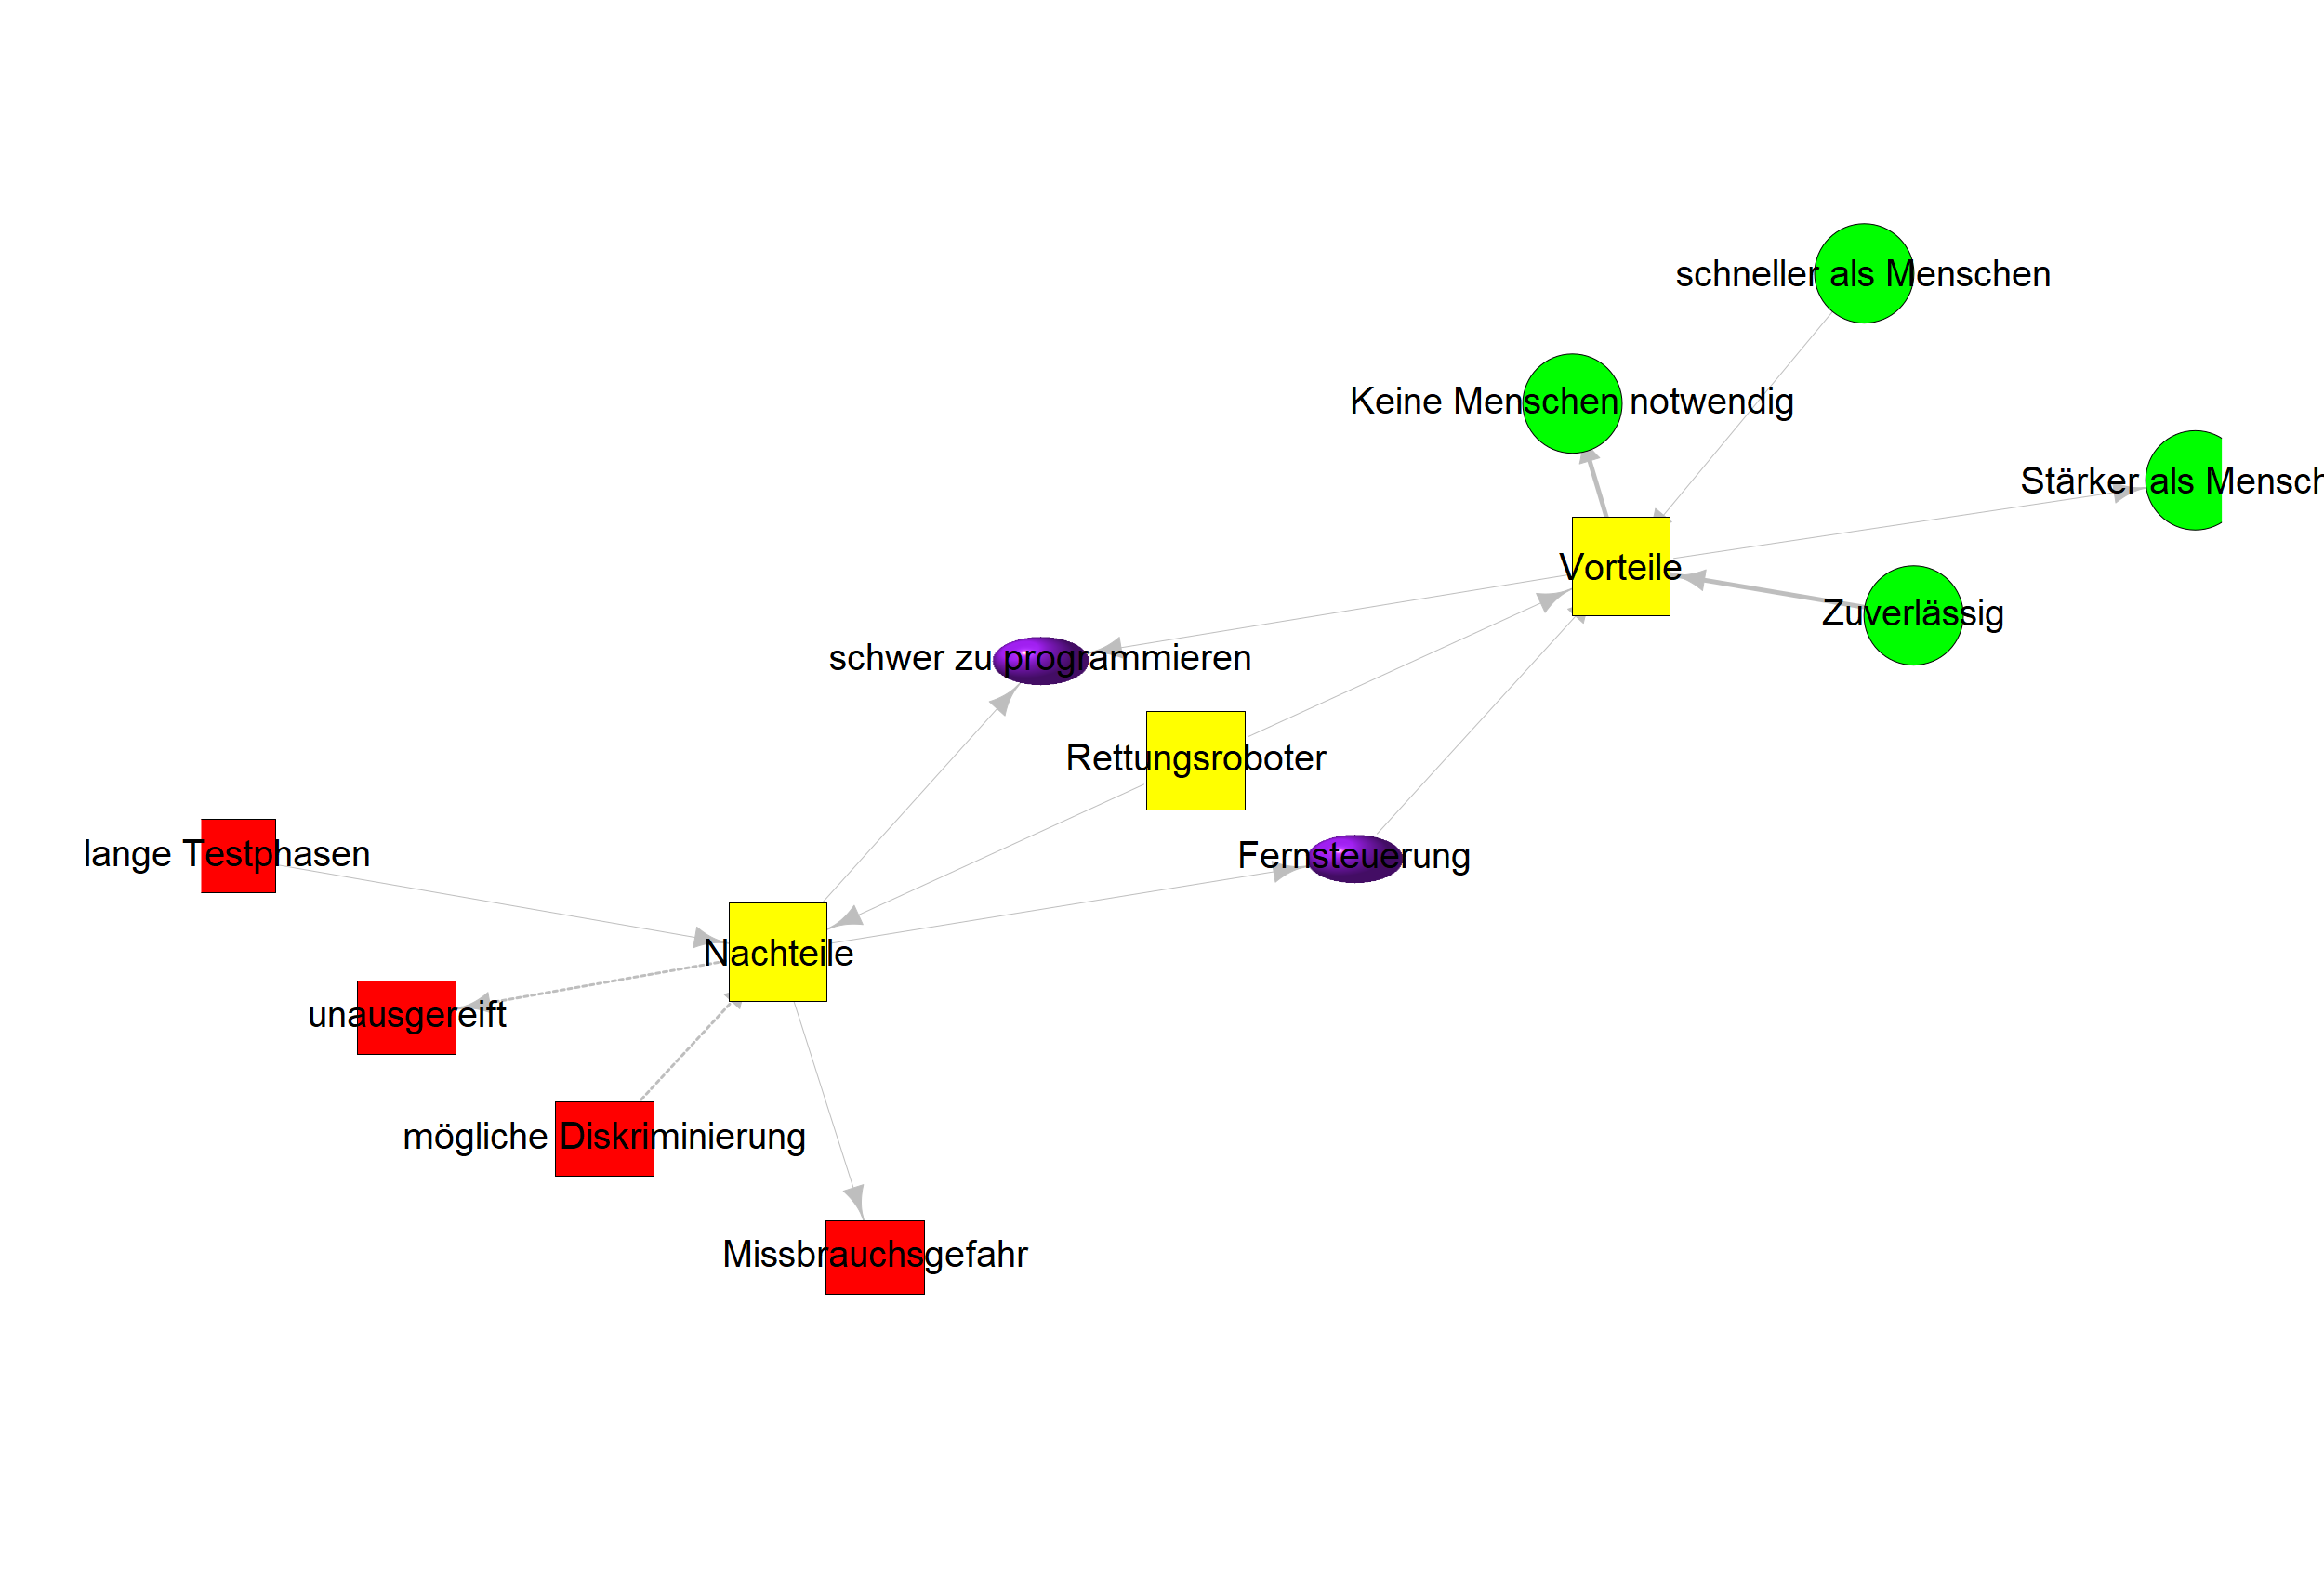 schneller als Menschen
Keine Menschen notwendig
Stärker als Mensch
Vorteile
Zuverlässig
schwer zu programmieren
Rettungsroboter
lange Testphasen
Fernsteuerung
Nachteile
unausgereift
mögliche Diskriminierung
Missbrauchsgefahr